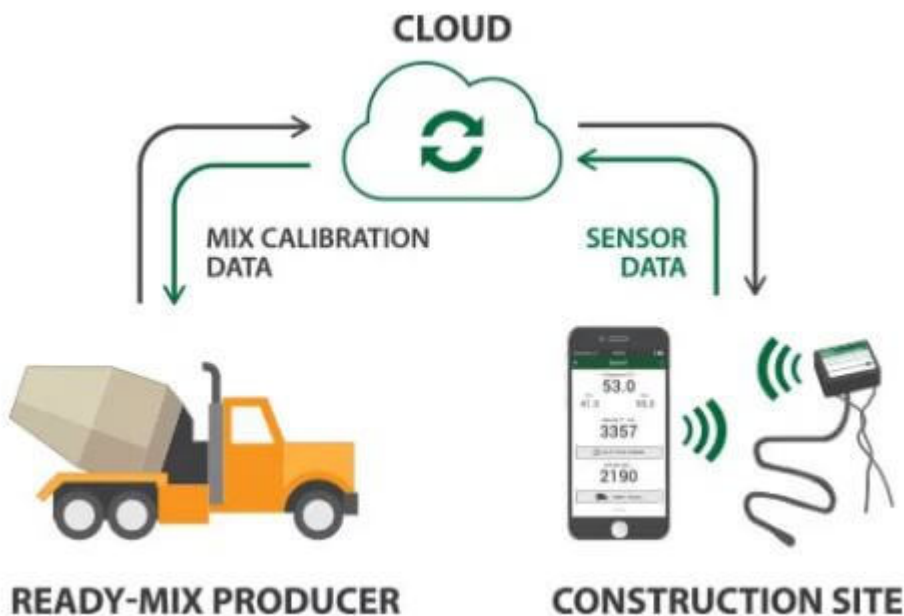 CLOUD
MIX CALIBRATION
DATA
SENSOR
DATA
53.0
3357
2190
READY-MIX PRODUCER
CONSTRUCTION SITE